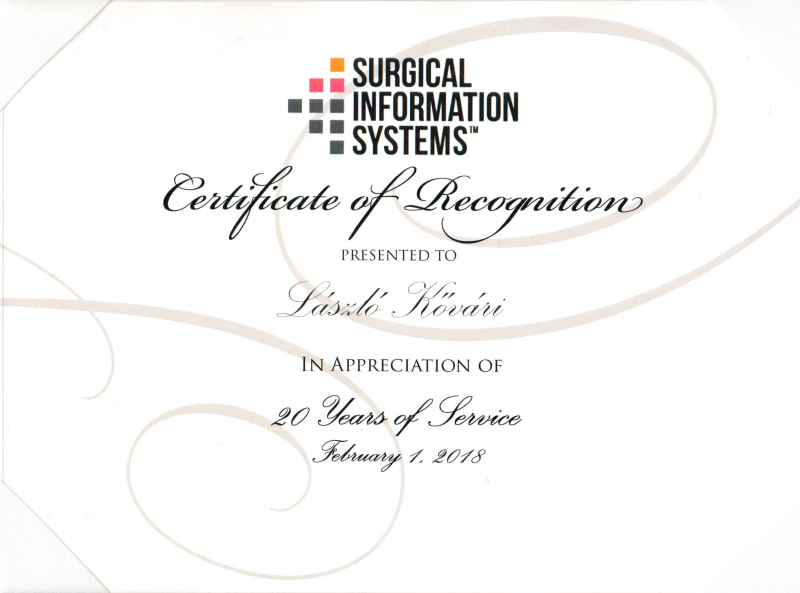 SURGICAL
INFORMATION
SYSTEMS™
Certificate of Recognition
PRESENTED TO
László Kővári
IN APPRECIATION OF
20 Years of Service
February 1, 2018